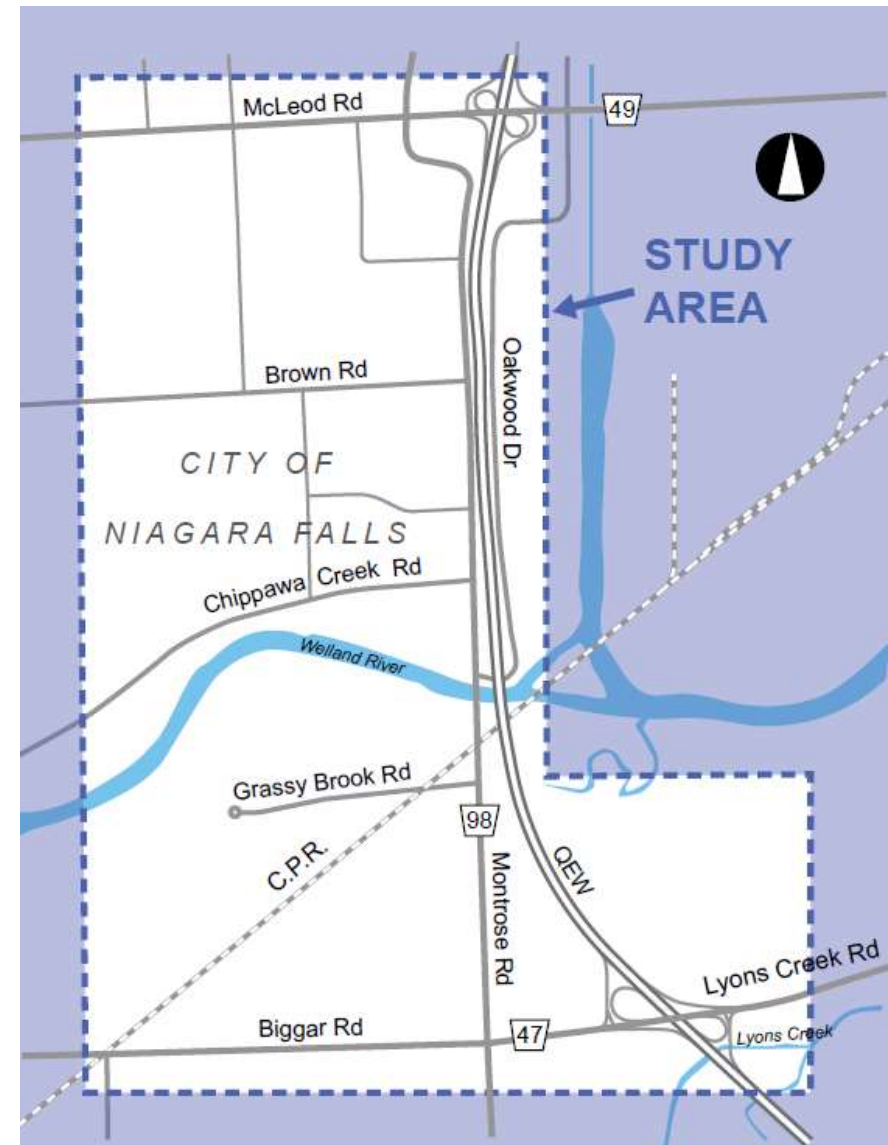 McLeod Rd
49
STUDY
AREA
Oakwood Dr
Brown Rd
CITY OF
NIAGARA FALLS
Chippawa Creek Rd
Welland River
Grassy Brook Rd
98
C.P.R.
Montrose Rd
QEW
Lyons Creek Rd
Biggar Rd
47
Lyons Creek